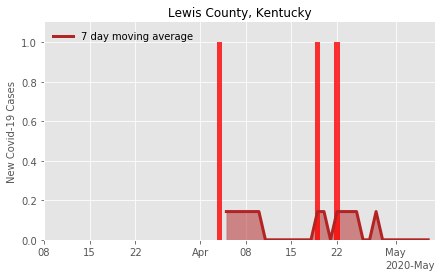 Lewis County, Kentucky
7 day moving average
New Covid-19 Cases
1.0
0.8
0.6
0.4
0.2
0.0
08 15 22 Apr 08 15 22 May
2020-May